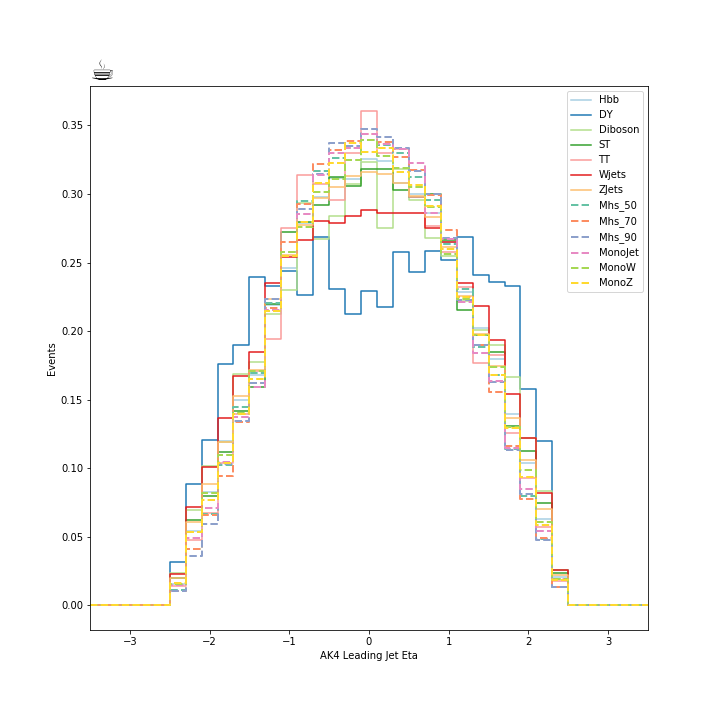 Hbb
DY
Diboson
ST
TT
Wjets
ZJets
Mhs_50
Mhs_70
Mhs_90
MonoJet
MonoW
MonoZ
0.35
0.30
0.25
0.20
0.15
0.10
0.05
0.00
Events
−3 −2 −1 0 1 2 3
AK4 Leading Jet Eta